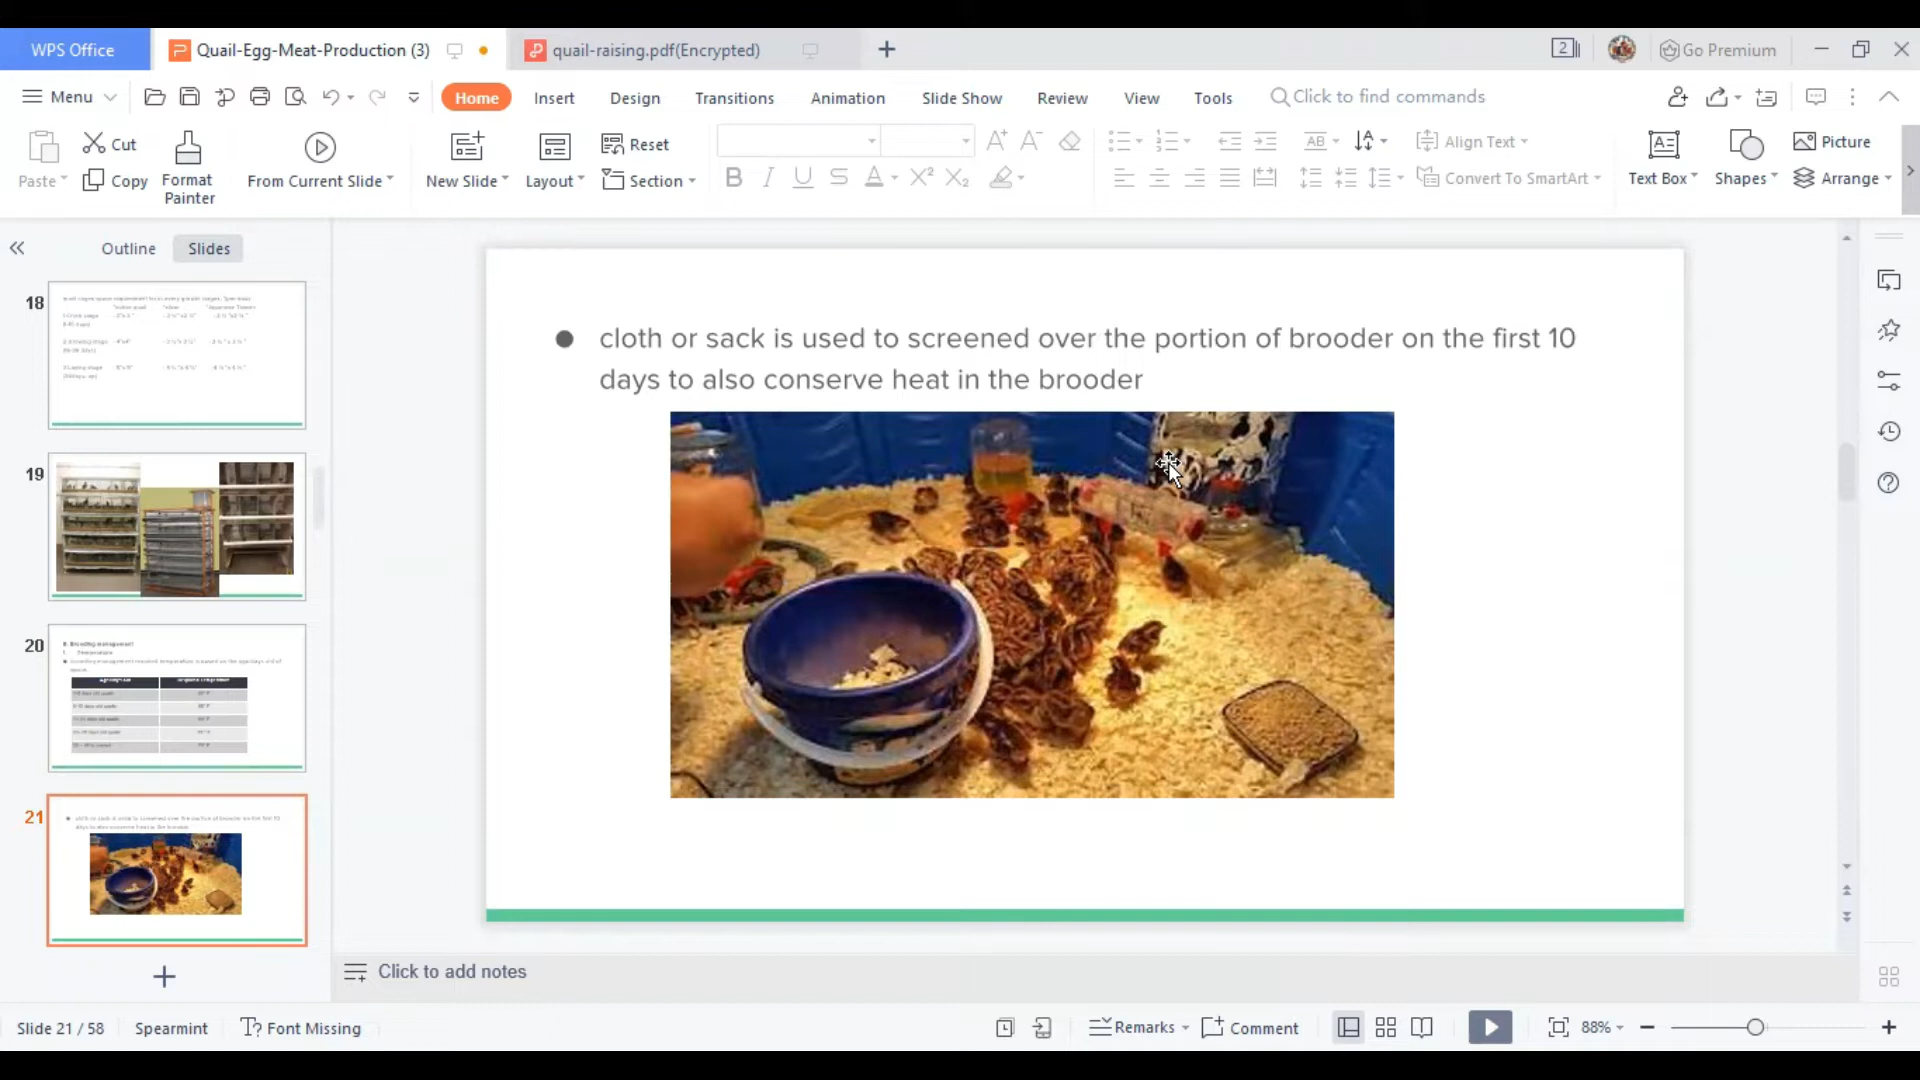 WPS Office
Quail-Egg-Meat-Production (3)
quail-raising.pdf(Encrypted)
2
Go Premium
Menu
Home
Insert
Design
Transitions
Animation
Slide Show
Review
View
Tools
Click to find commands
Paste
Cut
Copy
Format
Painter
From Current Slide
New Slide
Layout
Reset
Section
Align Text
Convert To SmartArt
Text Box
Shapes
Picture
Arrange
Outline
Slides
18
19
20
21
cloth or sack is used to screened over the portion of brooder on the first 10
days to also conserve heat in the brooder
Click to add notes
Slide 21 / 58
Spearmint
Font Missing
Remarks
Comment
88%